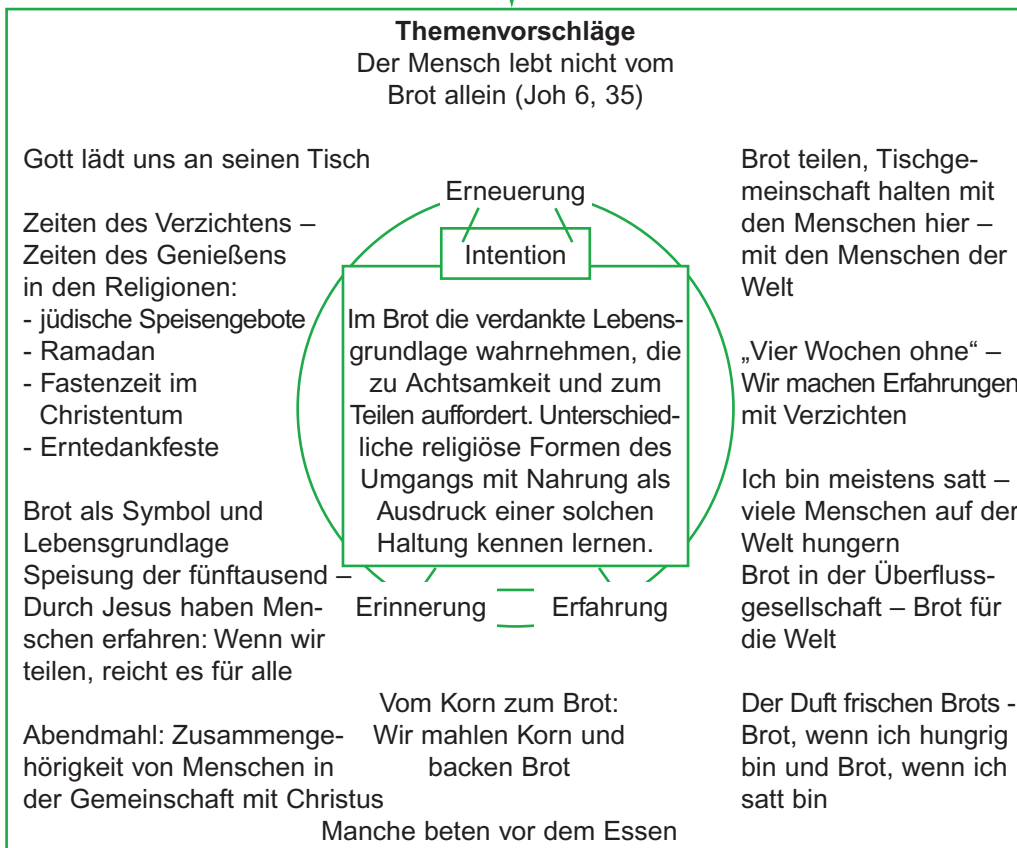 Themenvorschläge
Der Mensch lebt nicht vom
Brot allein (Joh 6, 35)
Gott lädt uns an seinen Tisch
Zeiten des Verzichtens –
Zeiten des Genießens
in den Religionen:
- jüdische Speisengebote
- Ramadan
- Fastenzeit im
Christentum
- Erntedankfeste
Brot als Symbol und
Lebensgrundlage
Speisung der fünftausend –
Durch Jesus haben Men-
schen erfahren: Wenn wir
teilen, reicht es für alle
Abendmahl: Zusammenge-
hörigkeit von Menschen in
der Gemeinschaft mit Christus
Erneuerung
Intention
Im Brot die verdankte Lebens-
grundlage wahrnehmen, die
zu Achtsamkeit und zum
Teilen auffordert. Unterschied-
liche religiöse Formen des
Umgangs mit Nahrung als
Ausdruck einer solchen
Haltung kennen lernen.
Erinnerung
Erfahrung
Vom Korn zum Brot:
Wir mahlen Korn und
backen Brot
Manche beten vor dem Essen
Brot teilen, Tischge-
meinschaft halten mit
den Menschen hier –
mit den Menschen der
Welt
„Vier Wochen ohne“ –
Wir machen Erfahrungen
mit Verzichten
Ich bin meistens satt –
viele Menschen auf der
Welt hungern
Brot in der Überfluss-
gesellschaft – Brot für
die Welt
Der Duft frischen Brots -
Brot, wenn ich hungrig
bin und Brot, wenn ich
satt bin